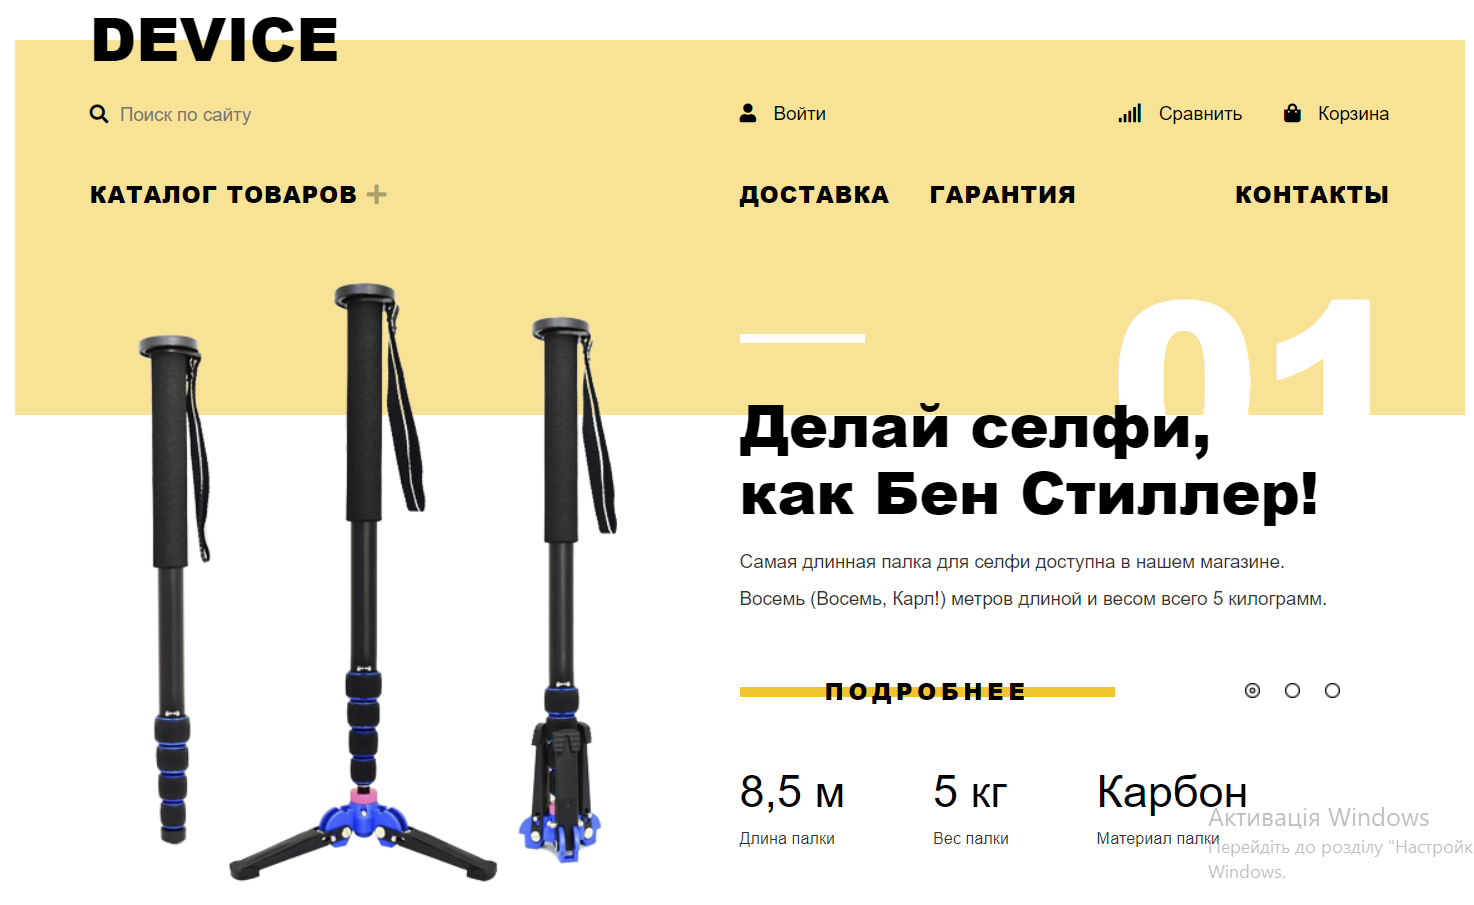 DEVICE
Поиск по сайту
Войти
Сравнить
Корзина
КАТАЛОГ ТОВАРОВ +
ДОСТАВКА
ГАРАНТИЯ
КОНТАКТЫ
01
Делай селфи,
как Бен Стиллер!
Самая длинная палка для селфи доступна в нашем магазине.
Восемь (Восемь, Карл!) метров длиной и весом всего 5 килограмм.
ПОДРОБНЕЕ
8,5 м
5 кг
Карбон
Длина палки
Вес палки
Материал палки
Активація Windows
Перейдіть до розділу "Настройк
Windows.